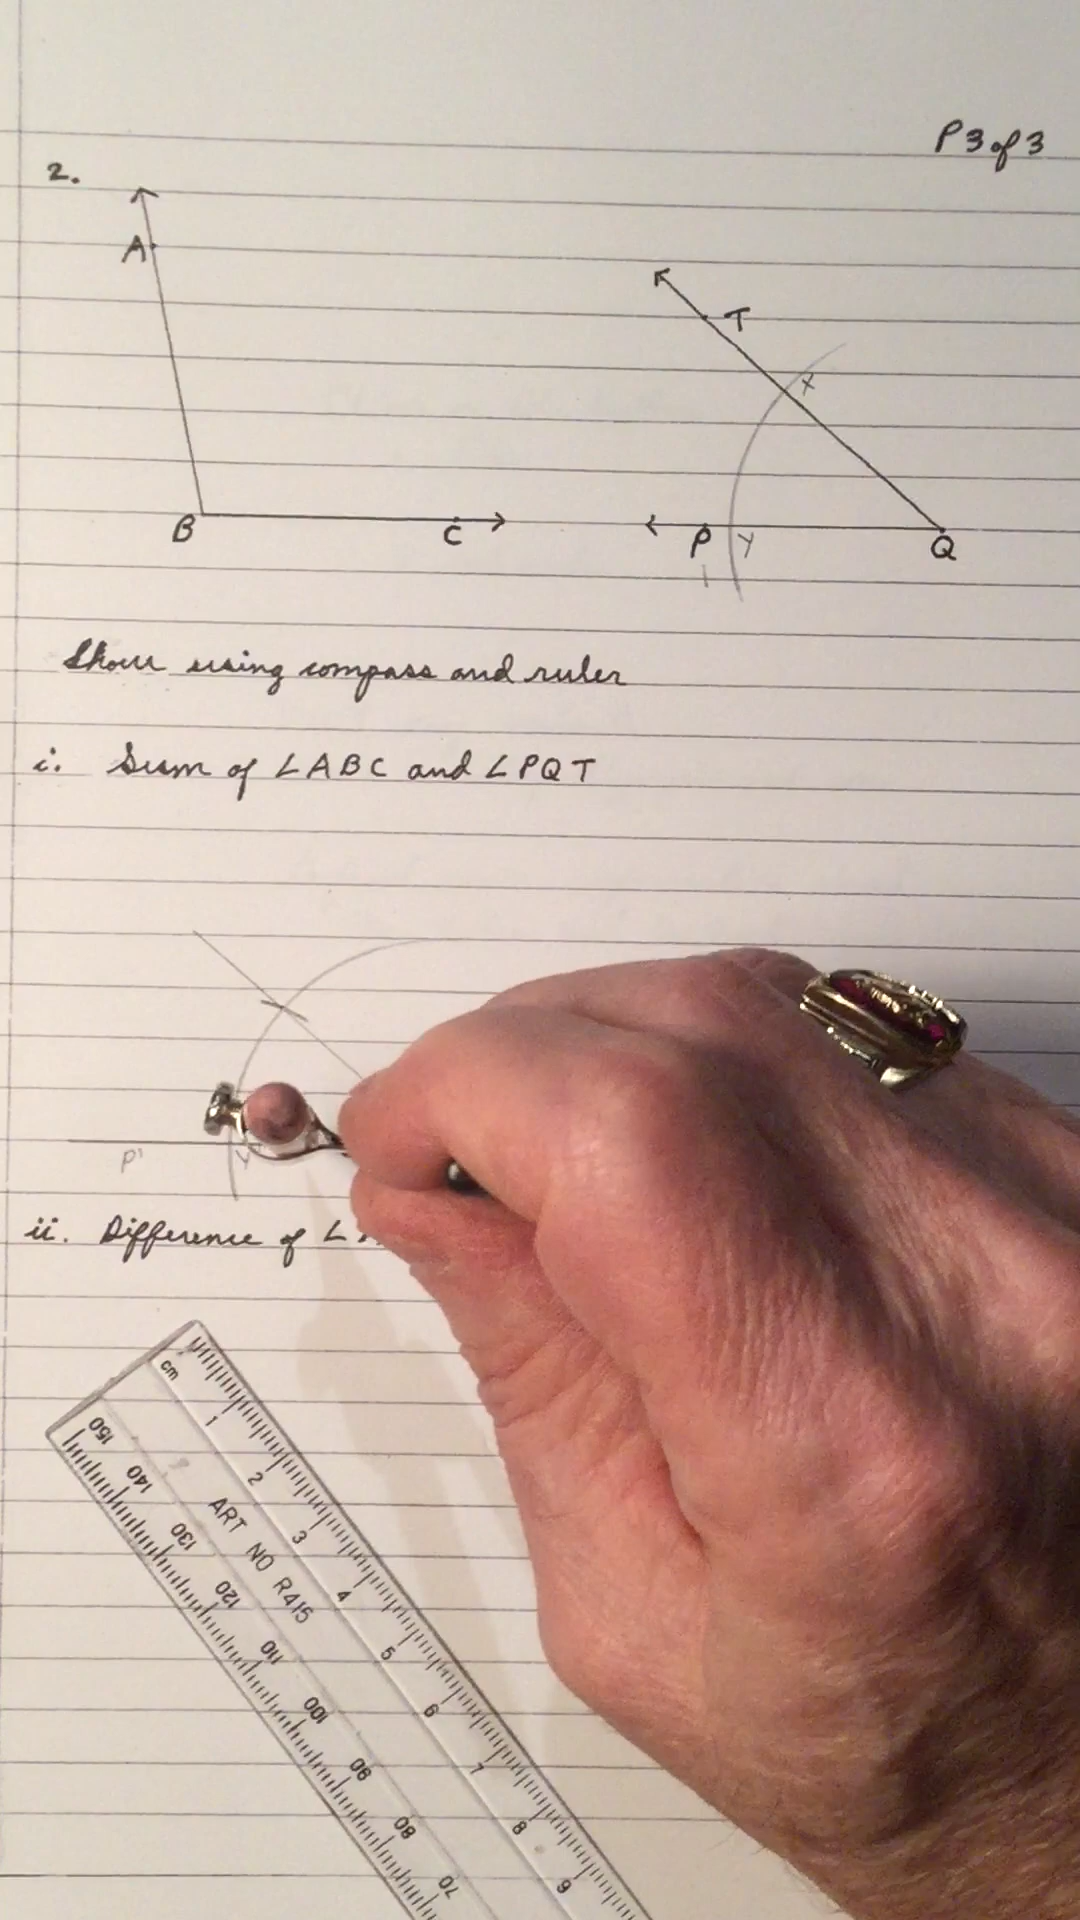 P3 of 3
2.
A
T
X
B
C
P
Y
Q
Show using compass and ruler
i. Sum of ∠ABC and ∠PQT
P'
ii. Difference of ∠
cm
1
2
3
4
5
6
7
8
9
ART NO R415
150
140
130
120
110
100
90
80
70